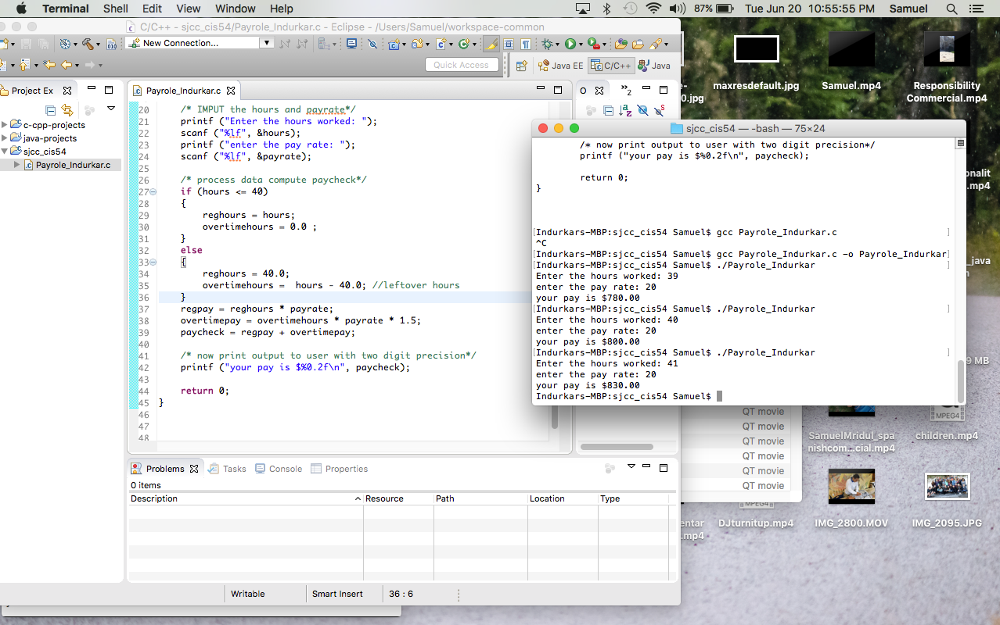 Terminal Shell Edit View Window Help 87% Tue Jun 20 10:55:55 PM Samuel
C/C++ - sjcc_cis54/Payrole_Indurkar.c - Eclipse - /Users/Samuel/workspace-common
New Connection...
Quick Access
Java EE
C/C++
Java
Project Ex
c-cpp-projects
java-projects
sjcc_cis54
Payrole_Indurkar.c
Payrole_Indurkar.c
20 /* IMPUT the hours and payrate*/
21 printf ("Enter the hours worked: ");
22 scanf ("%lf", &hours);
23 printf ("enter the pay rate: ");
24 scanf ("%lf", &payrate);
25
26 /* process data compute paycheck*/
27 if (hours <= 40)
28 {
29 reghours = hours;
30 overtimehours = 0.0 ;
31 }
32 else
33 {
34 reghours = 40.0;
35 overtimehours =  hours - 40.0; //leftover hours
36 }
37 regpay = reghours * payrate;
38 overtimepay = overtimehours * payrate * 1.5;
39 paycheck = regpay + overtimepay;
40
41 /* now print output to user with two digit precision*/
42 printf ("your pay is $%0.2f\n", paycheck);
43
44 return 0;
45 }
46
47
48
O
2
sjcc_cis54 — -bash — 75×24
/* now print output to user with two digit precision*/
printf ("your pay is $%0.2f\n", paycheck);
return 0;
}
[Indurkars-MBP:sjcc_cis54 Samuel$ gcc Payrole_Indurkar.c ]
^C
[Indurkars-MBP:sjcc_cis54 Samuel$ gcc Payrole_Indurkar.c -o Payrole_Indurkar]
[Indurkars-MBP:sjcc_cis54 Samuel$ ./Payrole_Indurkar ]
Enter the hours worked: 39
enter the pay rate: 20
your pay is $780.00
[Indurkars-MBP:sjcc_cis54 Samuel$ ./Payrole_Indurkar ]
Enter the hours worked: 40
enter the pay rate: 20
your pay is $800.00
[Indurkars-MBP:sjcc_cis54 Samuel$ ./Payrole_Indurkar ]
Enter the hours worked: 41
enter the pay rate: 20
your pay is $830.00
Indurkars-MBP:sjcc_cis54 Samuel$
Problems
Tasks
Console
Properties
0 items
Description Resource Path Location Type
Writable Smart Insert 36 : 6
0.jpg
maxresdefault.jpg
Samuel.mp4
Responsibility
Commercial.mp4
onalit
.mp4
_java
n
9 MB
QT movie
QT movie
QT movie
QT movie
QT movie
QT movie
MPEG4
SamuelMridul_spa
nishcom...cial.mp4
children.mp4
MPEG4
entar
.mp4
DJturnitup.mp4
IMG_2800.MOV
IMG_2095.JPG